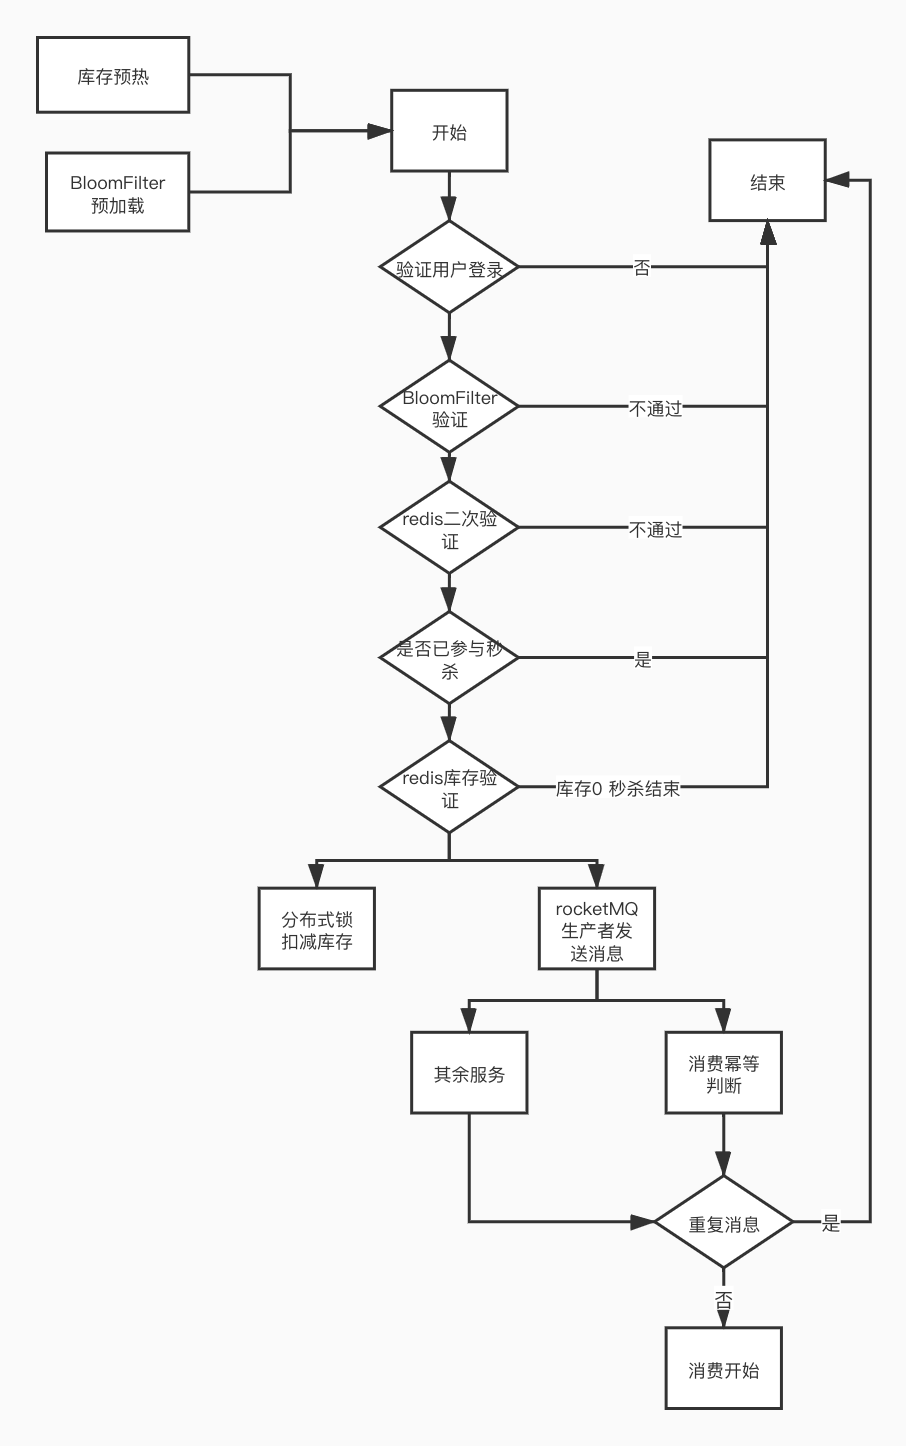 库存预热
BloomFilter
预加载
开始
结束
验证用户登录
否
BloomFilter
验证
不通过
redis二次验
证
不通过
是否已参与秒
杀
是
redis库存验
证
库存0 秒杀结束
分布式锁
扣减库存
rocketMQ
生产者发
送消息
其余服务
消费幂等
判断
重复消息
是
否
消费开始